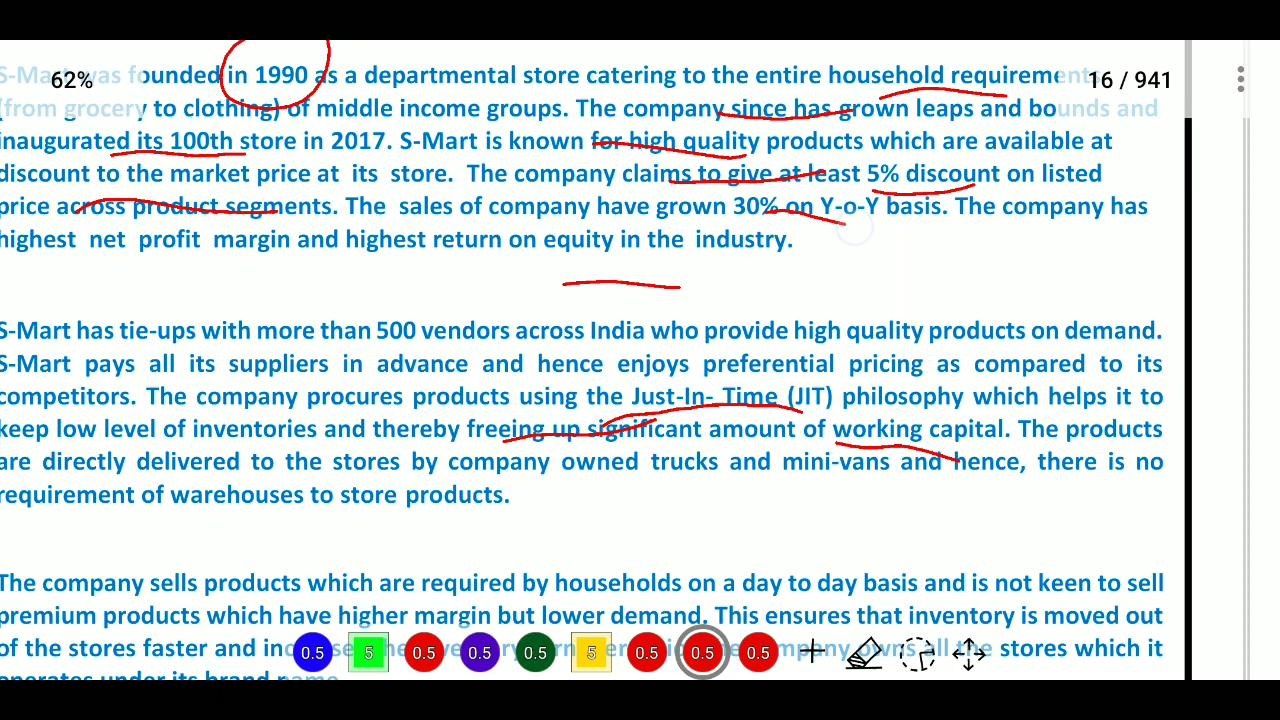 S-Mart was founded in 1990 as a departmental store catering to the entire household requirements
62%
16 / 941
(from grocery to clothing) of middle income groups. The company since has grown leaps and bounds and
inaugurated its 100th store in 2017. S-Mart is known for high quality products which are available at
discount to the market price at its store. The company claims to give at least 5% discount on listed
price across product segments. The sales of company have grown 30% on Y-o-Y basis. The company has
highest net profit margin and highest return on equity in the industry.
S-Mart has tie-ups with more than 500 vendors across India who provide high quality products on demand.
S-Mart pays all its suppliers in advance and hence enjoys preferential pricing as compared to its
competitors. The company procures products using the Just-In- Time (JIT) philosophy which helps it to
keep low level of inventories and thereby freeing up significant amount of working capital. The products
are directly delivered to the stores by company owned trucks and mini-vans and hence, there is no
requirement of warehouses to store products.
The company sells products which are required by households on a day to day basis and is not keen to sell
premium products which have higher margin but lower demand. This ensures that inventory is moved out
of the stores faster and all the stores which it
0.5 5 0.5 0.5 0.5 5 0.5 0.5 0.5
operates under its brand name